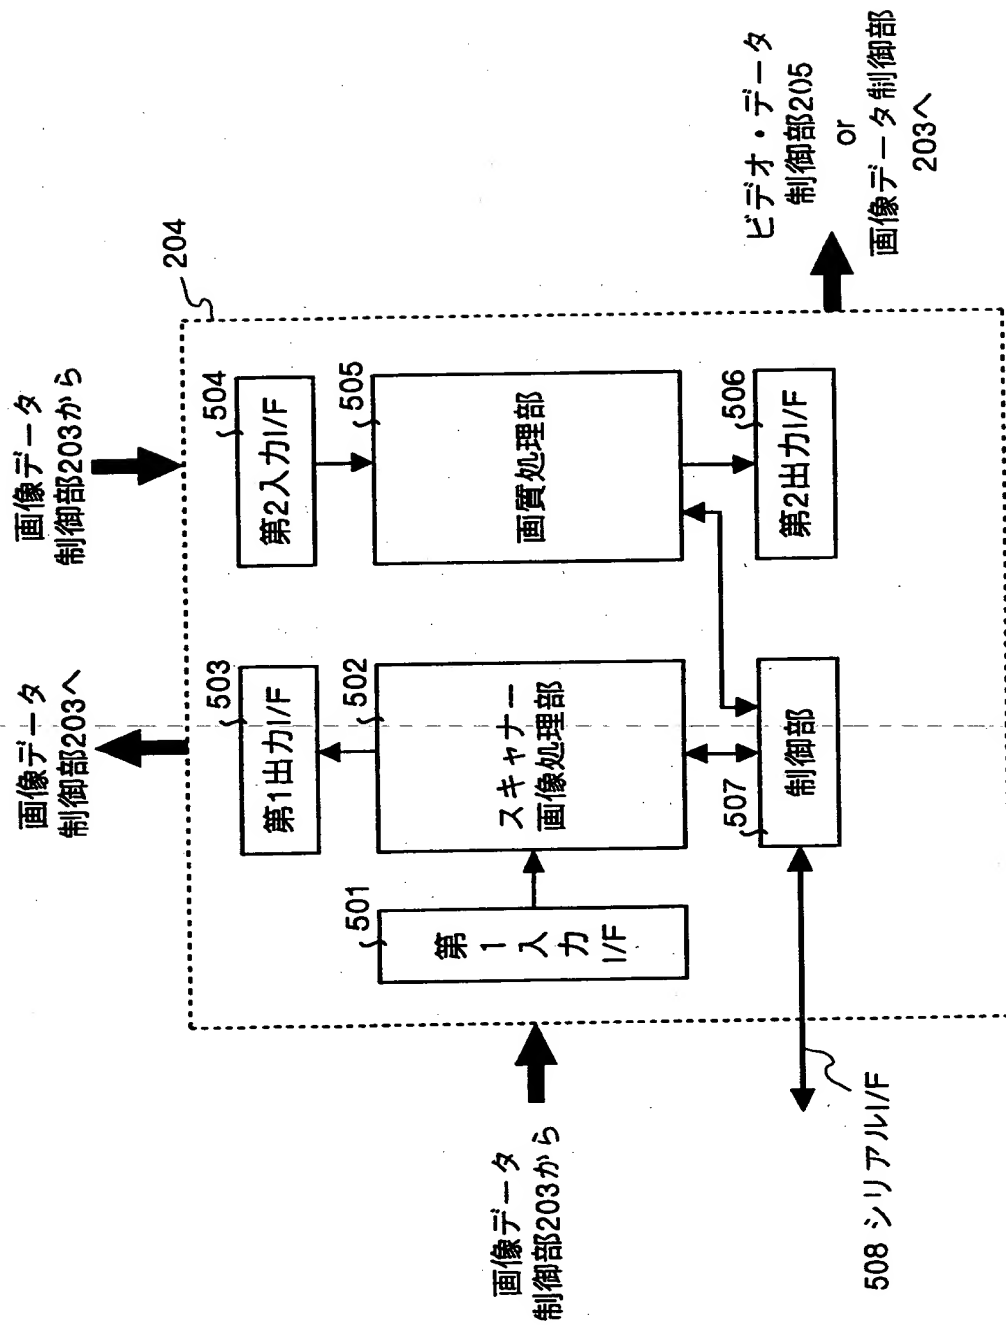 画像データ
制御部203から
画像データ
制御部203へ
画像データ
制御部203から
204
501
第1入力
I/F
502
スキャナー
画像処理部
503
第1出力I/F
504
第2入力I/F
505
画質処理部
506
第2出力I/F
507
制御部
508 シリアルI/F
ビデオ・データ
制御部205
or
画像データ制御部
203へ